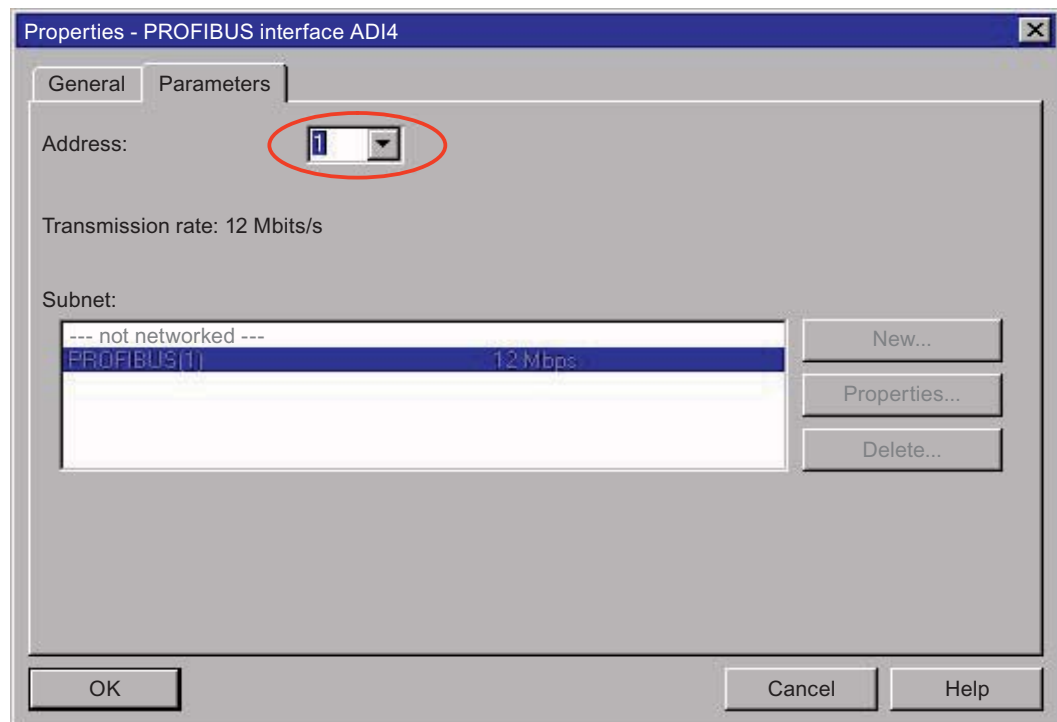 Properties - PROFIBUS interface ADI4
General Parameters
Address: 1
Transmission rate: 12 Mbits/s
Subnet:
--- not networked ---
PROFIBUS(1) 12 Mbps
New...
Properties...
Delete...
OK Cancel Help